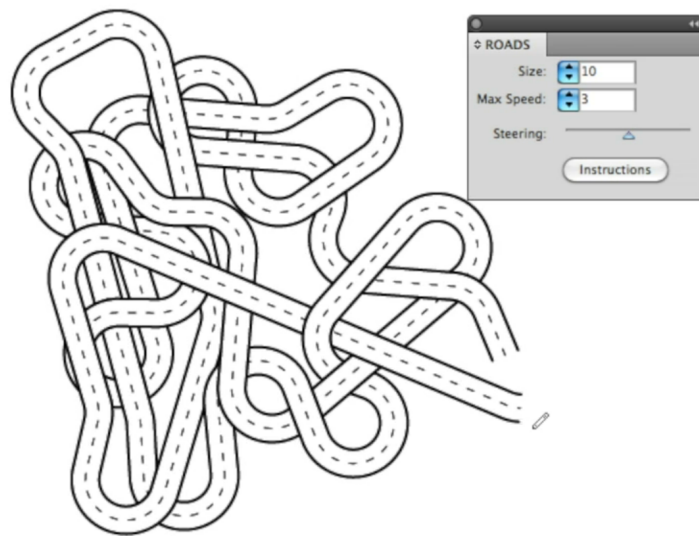 ROADS
Size: 10
Max Speed: 3
Steering:
Instructions